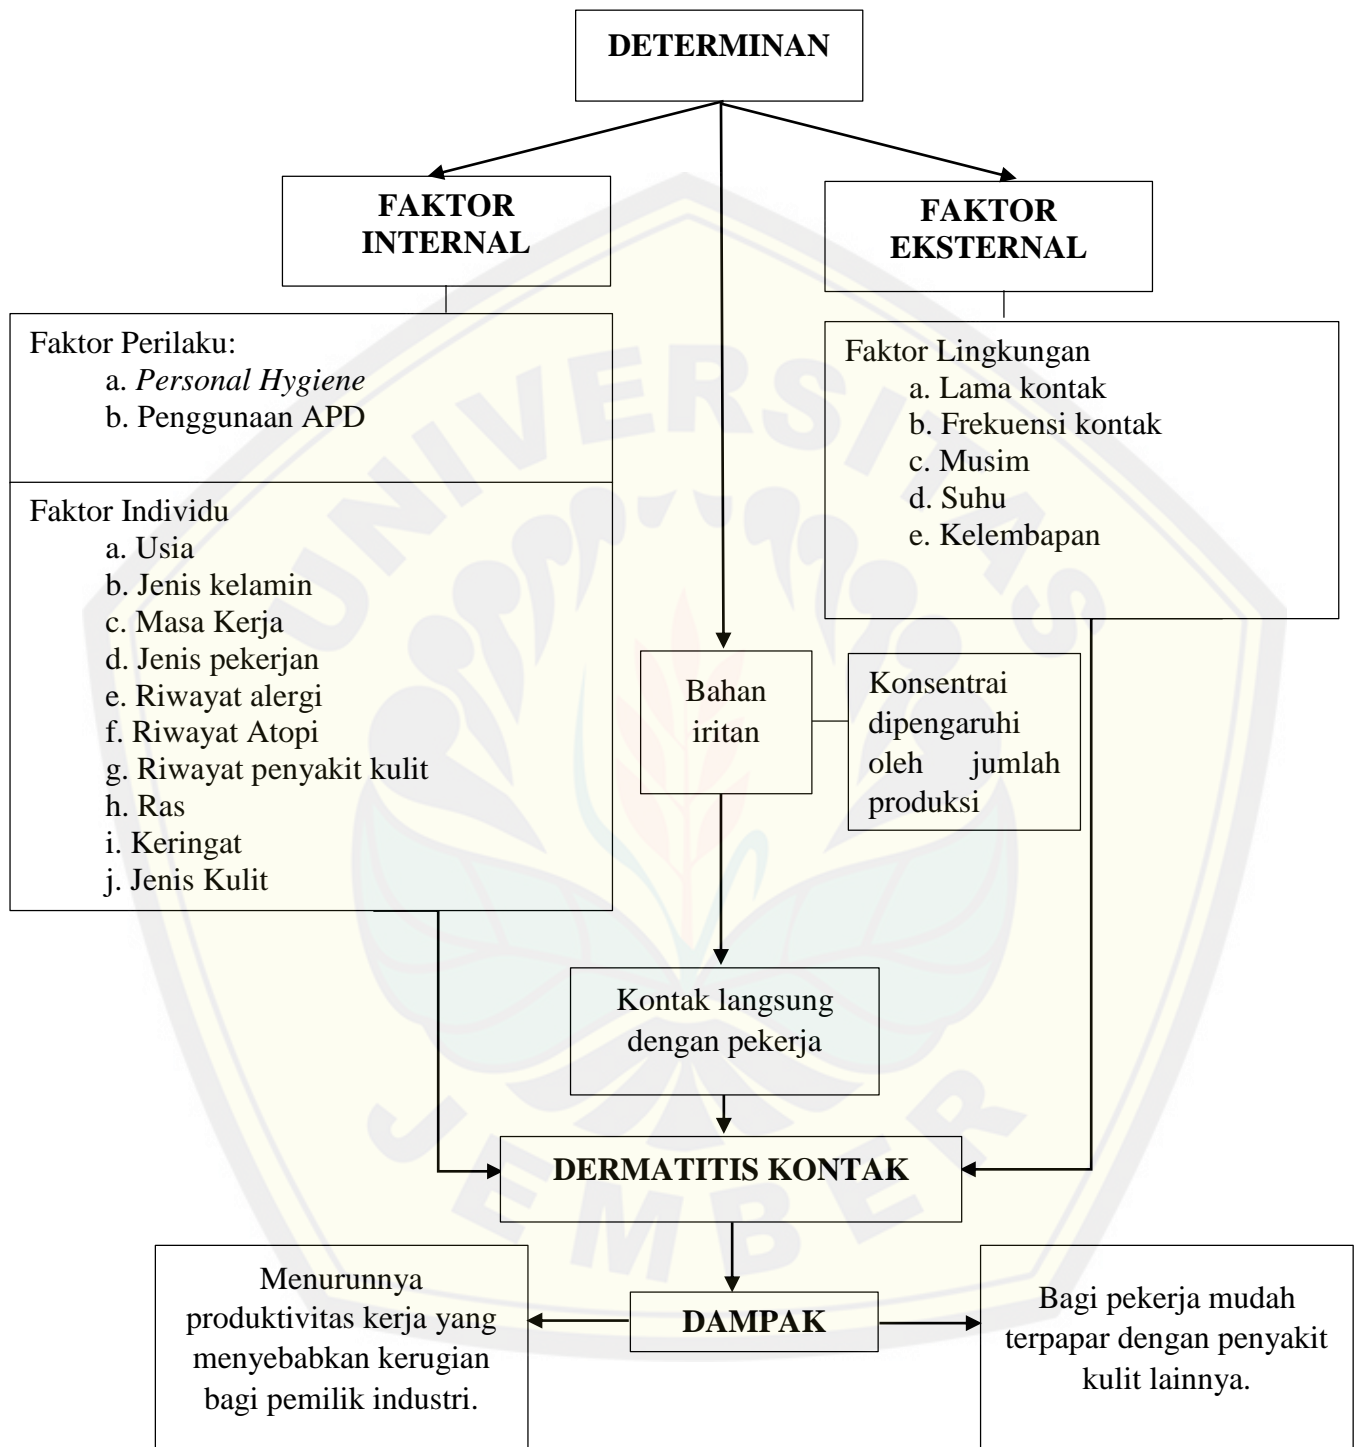 DETERMINAN
FAKTOR
INTERNAL
FAKTOR
EKSTERNAL
Faktor Perilaku:
a. Personal Hygiene
b. Penggunaan APD
Faktor Individu
a. Usia
b. Jenis kelamin
c. Masa Kerja
d. Jenis pekerjan
e. Riwayat alergi
f. Riwayat Atopi
g. Riwayat penyakit kulit
h. Ras
i. Keringat
j. Jenis Kulit
Faktor Lingkungan
a. Lama kontak
b. Frekuensi kontak
c. Musim
d. Suhu
e. Kelembapan
Bahan
iritan
Konsentrai
dipengaruhi
oleh jumlah
produksi
Kontak langsung
dengan pekerja
DERMATITIS KONTAK
DAMPAK
Menurunnya
produktivitas kerja yang
menyebabkan kerugian
bagi pemilik industri.
Bagi pekerja mudah
terpapar dengan penyakit
kulit lainnya.
UNIVERSITAS
JEMBER